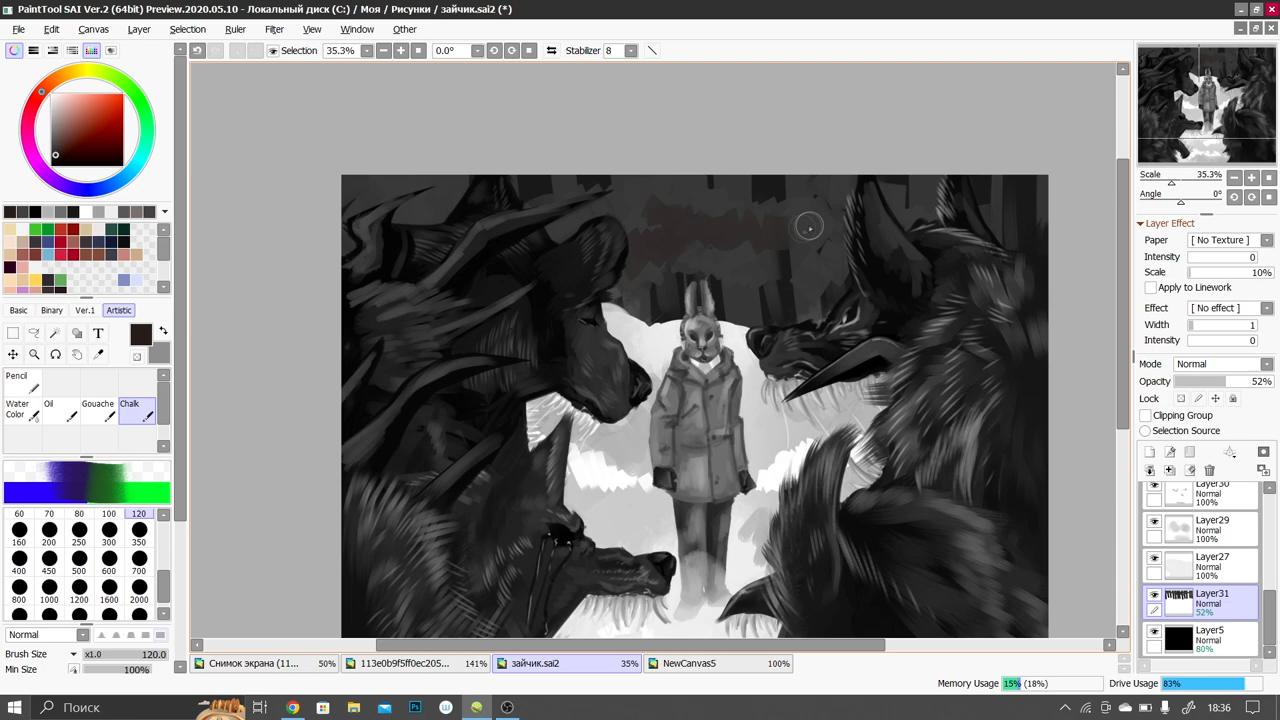 PaintTool SAI Ver.2 (64bit) Preview.2020.05.10 - Локальный диск (C:) / Моя / Рисунки / зайчик.sai2 (*)
File Edit Canvas Layer Selection Ruler Filter View Window Other
Selection 35.3% 0.0° Stabilizer 8
Scale 35.3%
Angle 0°
Layer Effect
Paper [ No Texture ]
Intensity 0
Scale 10%
Apply to Linework
Effect [ No effect ]
Width 1
Intensity 0
Mode Normal
Opacity 52%
Lock
Clipping Group
Selection Source
Layer30
Normal
100%
Layer29
Normal
100%
Layer27
Normal
100%
Layer31
Normal
52%
Layer5
Normal
80%
Basic Binary Ver.1 Artistic
T
Pencil
Water Color
Oil
Gouache
Chalk
60 70 80 100 120
160 200 250 300 350
400 450 500 600 700
800 1000 1200 1600 2000
Normal
Brush Size x1.0 120.0
Min Size 100%
Снимок экрана (11... 50%
113e0b9f5ff0ec205... 141%
зайчик.sai2 35%
NewCanvas5 100%
Memory Usage 15% (18%)
Drive Usage 83%
Поиск
Ps
W
18:36